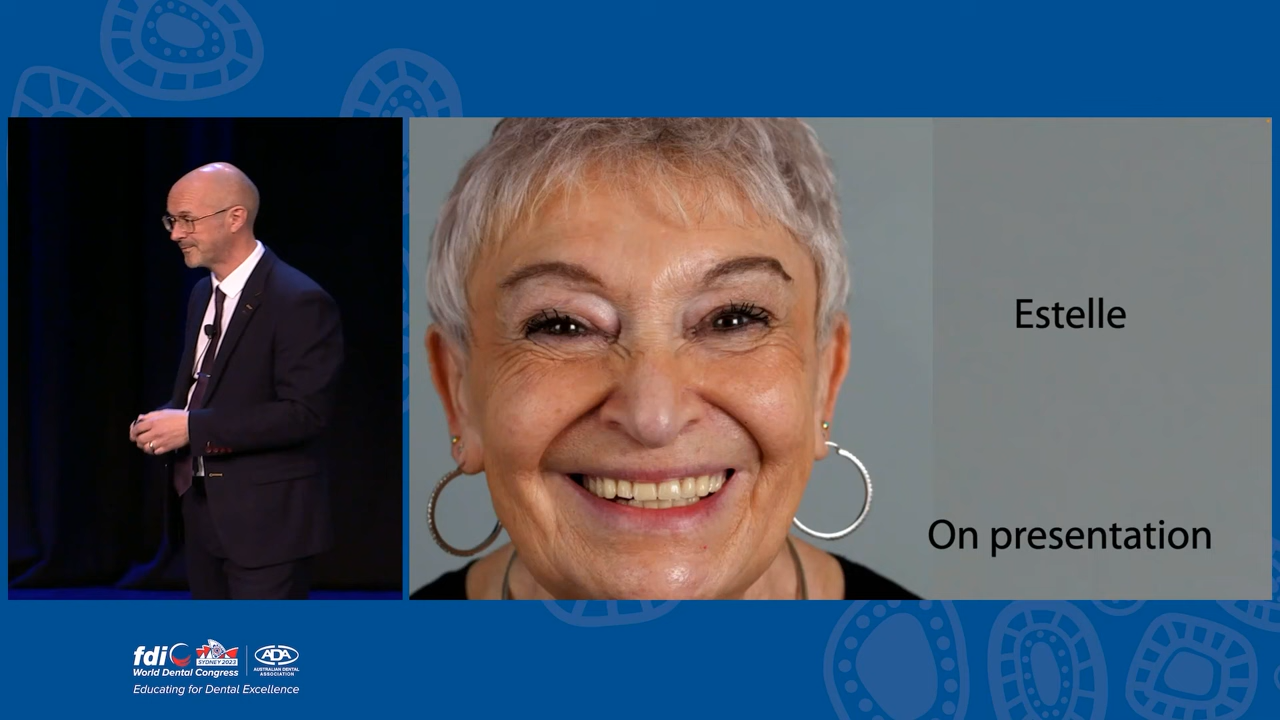 Estelle
On presentation
fdi
SYDNEY 2023
World Dental Congress
ADA
AUSTRALIAN DENTAL
ASSOCIATION
Educating for Dental Excellence